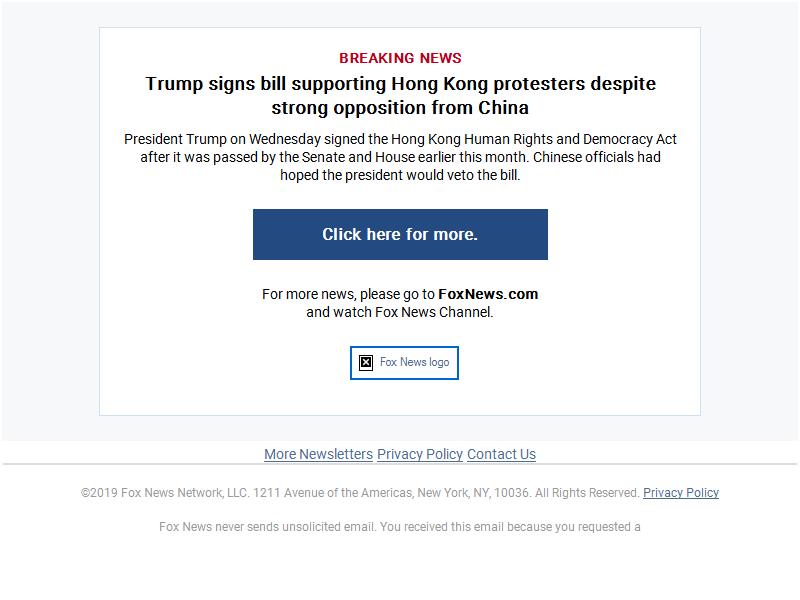 BREAKING NEWS
Trump signs bill supporting Hong Kong protesters despite
strong opposition from China
President Trump on Wednesday signed the Hong Kong Human Rights and Democracy Act
after it was passed by the Senate and House earlier this month. Chinese officials had
hoped the president would veto the bill.
Click here for more.
For more news, please go to FoxNews.com
and watch Fox News Channel.
Fox News logo
More Newsletters Privacy Policy Contact Us
©2019 Fox News Network, LLC. 1211 Avenue of the Americas, New York, NY, 10036. All Rights Reserved. Privacy Policy
Fox News never sends unsolicited email. You received this email because you requested a